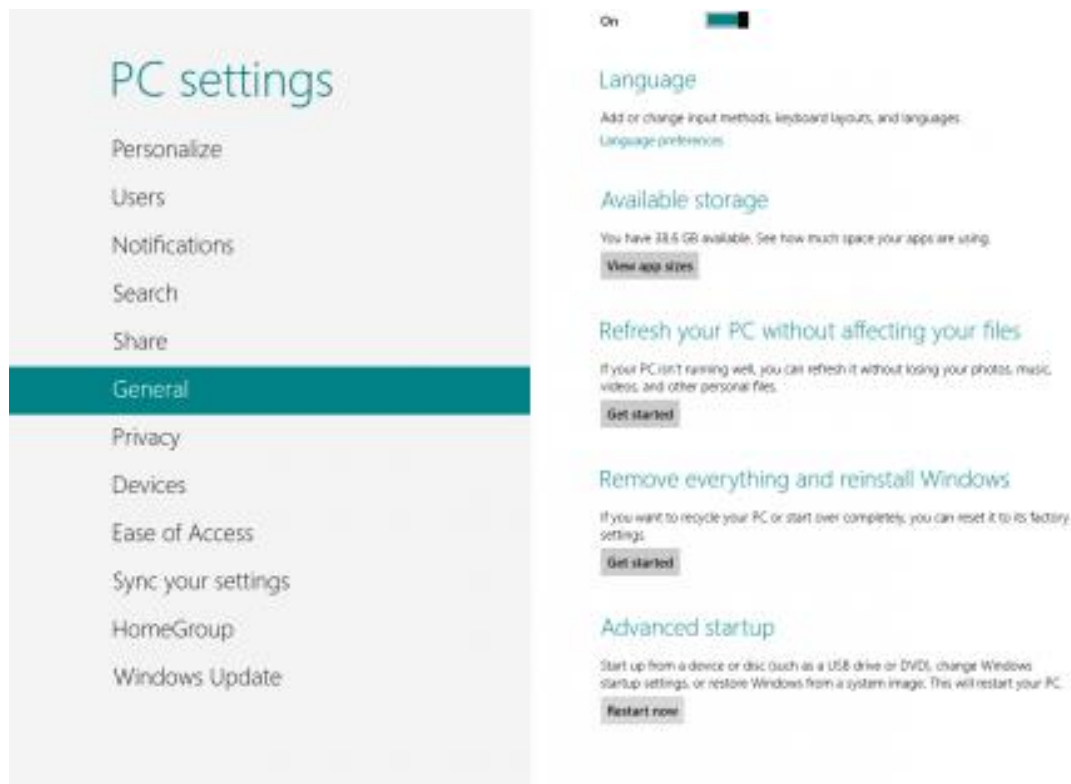 PC settings
Personalize
Users
Notifications
Search
Share
General
Privacy
Devices
Ease of Access
Sync your settings
HomeGroup
Windows Update
On
Language
Add or change input methods, keyboard layouts, and languages.
Language preferences
Available storage
You have 38.6 GB available. See how much space your apps are using.
View app sizes
Refresh your PC without affecting your files
If your PC isn't running well, you can refresh it without losing your photos, music,
videos, and other personal files.
Get started
Remove everything and reinstall Windows
If you want to recycle your PC or start over completely, you can reset it to its factory
settings.
Get started
Advanced startup
Start up from a device or disc (such as a USB drive or DVD), change Windows
startup settings, or restore Windows from a system image. This will restart your PC.
Restart now